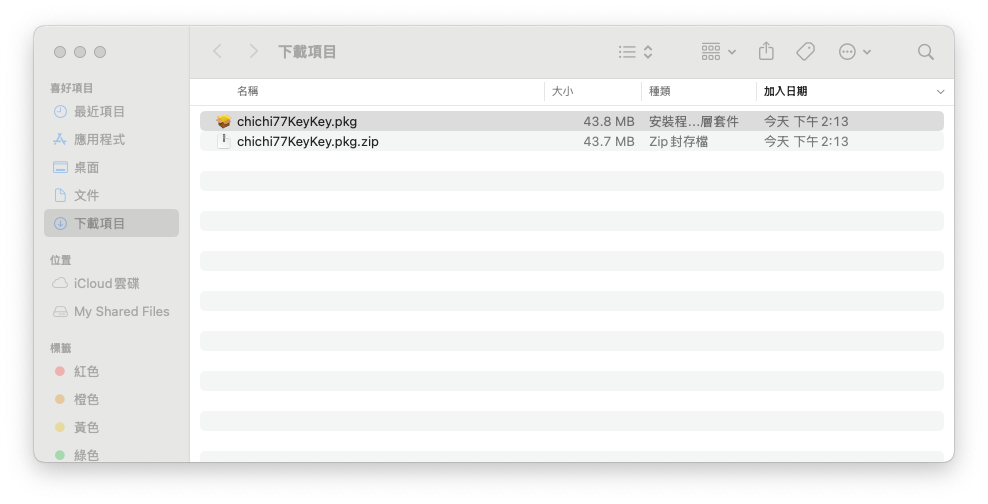 下載項目
喜好項目
最近項目
應用程式
桌面
文件
下載項目
位置
iCloud雲碟
My Shared Files
標籤
紅色
橙色
黃色
綠色
名稱 大小 種類 加入日期
chichi77KeyKey.pkg 43.8 MB 安裝程...層套件 今天 下午2:13
chichi77KeyKey.pkg.zip 43.7 MB Zip封存檔 今天 下午2:13